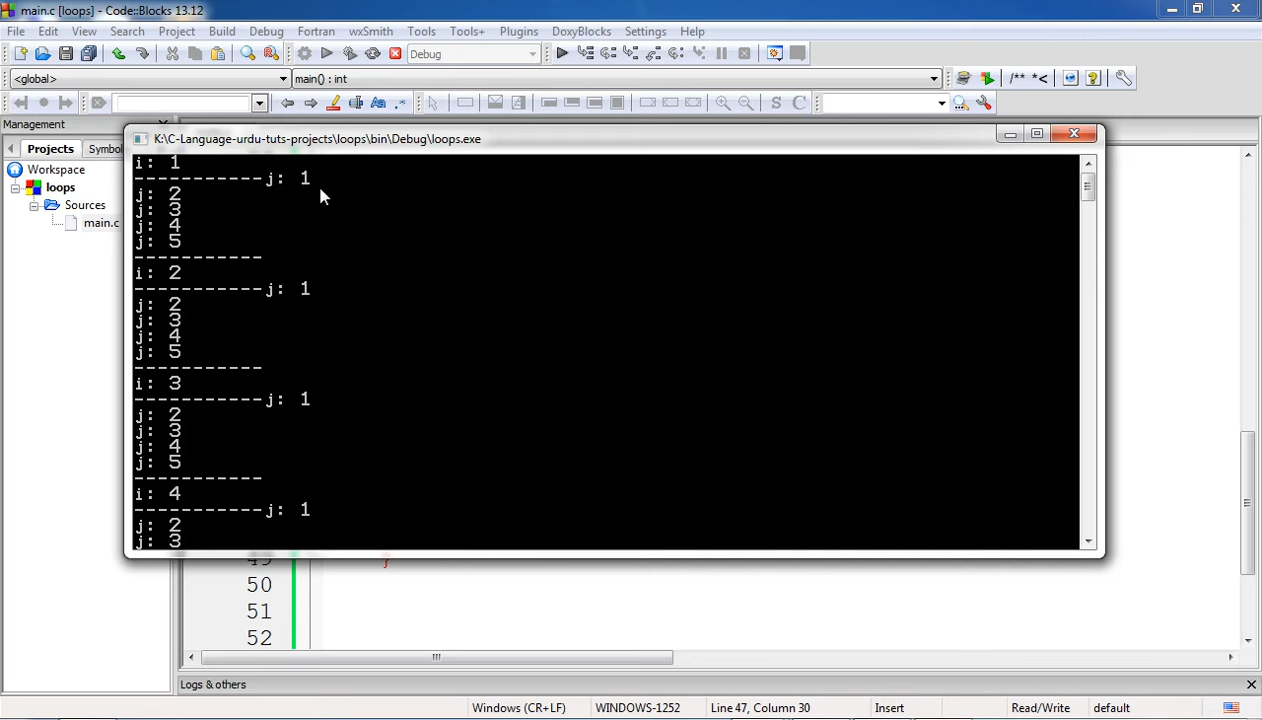 main.c [loops] - Code::Blocks 13.12
File Edit View Search Project Build Debug Fortran wxSmith Tools Tools+ Plugins DoxyBlocks Settings Help
Debug
<global> main() : int /** *<
Aa .* S C
Management
Projects Symbol
Workspace
loops
Sources
main.c
K:\C-Language-urdu-tuts-projects\loops\bin\Debug\loops.exe
i: 1
------------j: 1
j: 2
j: 3
j: 4
j: 5
------------
i: 2
------------j: 1
j: 2
j: 3
j: 4
j: 5
------------
i: 3
------------j: 1
j: 2
j: 3
j: 4
j: 5
------------
i: 4
------------j: 1
j: 2
j: 3
49 }
50
51
52
Logs & others
Windows (CR+LF) WINDOWS-1252 Line 47, Column 30 Insert Read/Write default